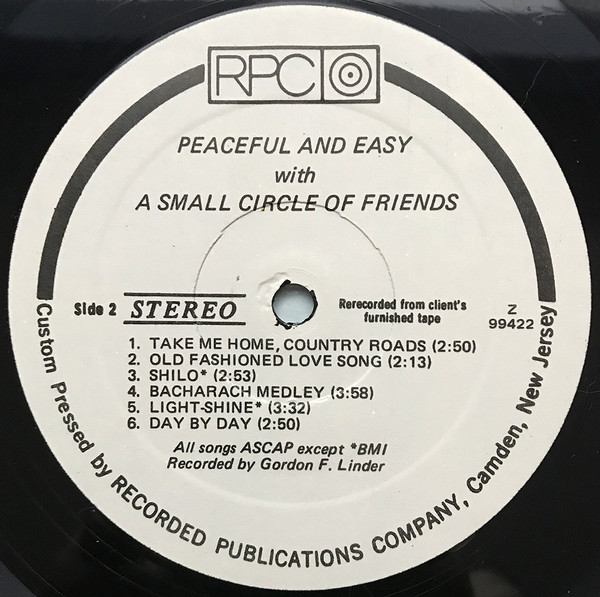 RPC
PEACEFUL AND EASY
with
A SMALL CIRCLE OF FRIENDS
Side 2 STEREO
Rerecorded from client's
furnished tape
Z
99422
1. TAKE ME HOME, COUNTRY ROADS (2:50)
2. OLD FASHIONED LOVE SONG (2:13)
3. SHILO* (2:53)
4. BACHARACH MEDLEY (3:58)
5. LIGHT-SHINE* (3:32)
6. DAY BY DAY (2:50)
All songs ASCAP except *BMI
Recorded by Gordon F. Linder
Custom Pressed by RECORDED PUBLICATIONS COMPANY, Camden, New Jersey